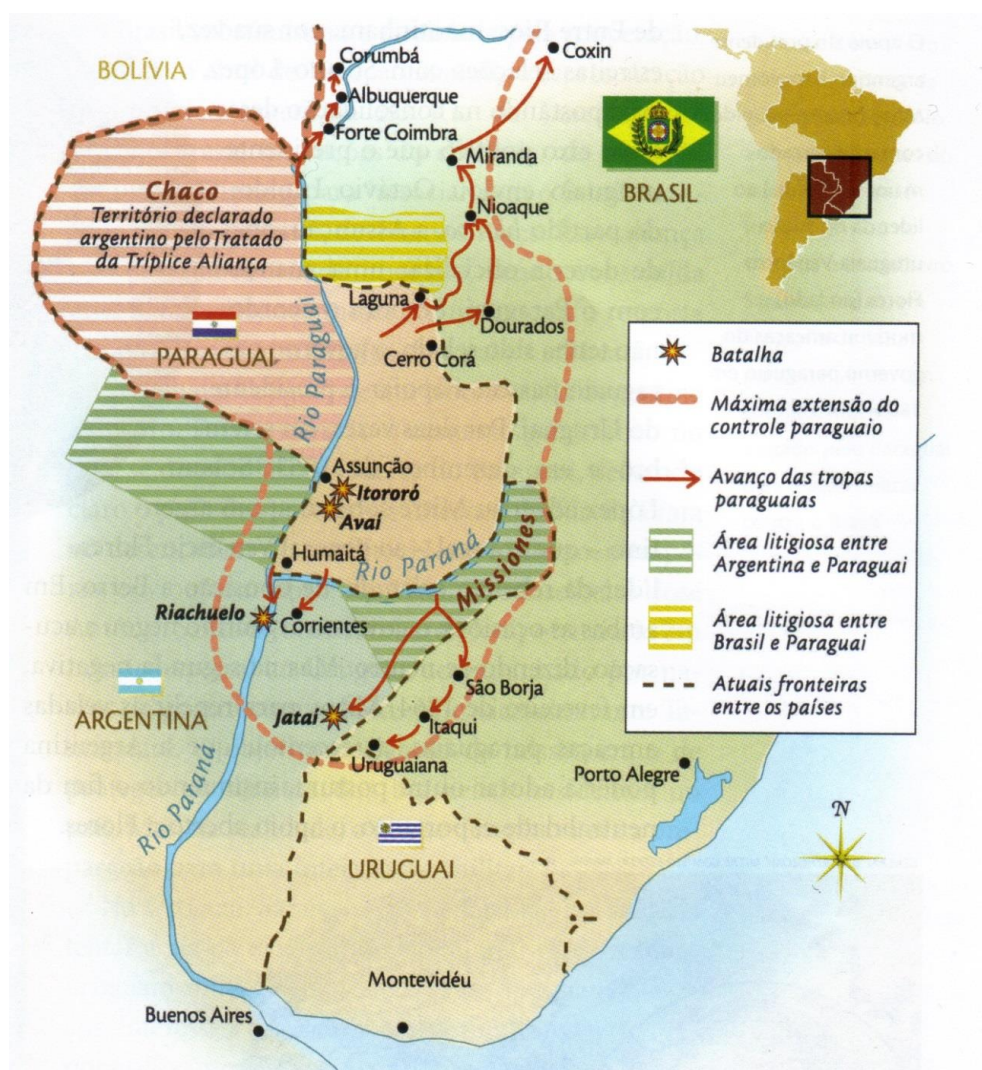 Corumbá
Coxin
BOLÍVIA
Albuquerque
Forte Coimbra
Miranda
BRASIL
Chaco
Território declarado
argentino pelo Tratado
da Tríplice Aliança
Nioaque
Laguna
Dourados
PARAGUAI
Rio Paraguai
Cerro Corá
Assunção
Itororó
Avaí
Humaitá
Rio Paraná
Missiones
Riachuelo
Corrientes
São Borja
ARGENTINA
Jataí
Itaqui
Uruguaiana
Rio Paraná
Porto Alegre
URUGUAI
Montevidéu
Buenos Aires
Batalha
Máxima extensão do
controle paraguaio
Avanço das tropas
paraguaias
Área litigiosa entre
Argentina e Paraguai
Área litigiosa entre
Brasil e Paraguai
Atuais fronteiras
entre os países
N